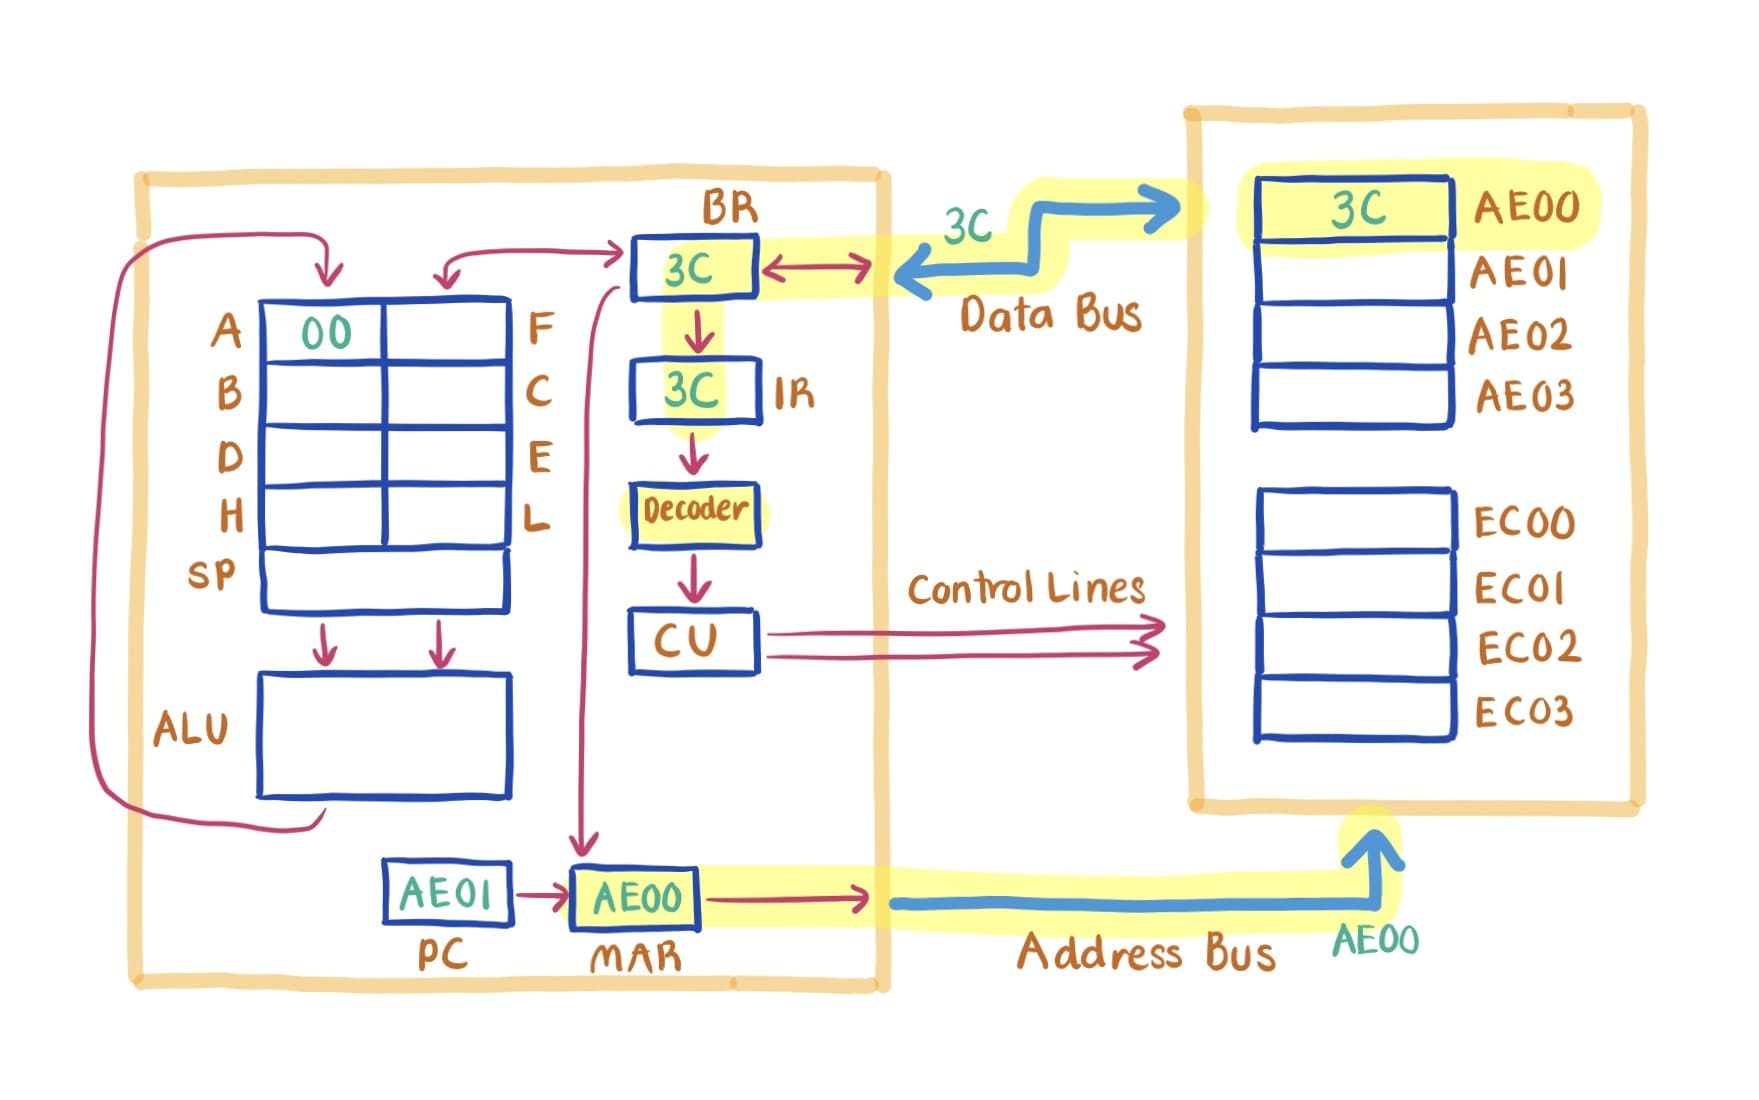 BR
3C
3C
Data Bus
3C AE00
AE01
AE02
AE03
A 00 F
B C
D E
H L
SP
3C IR
Decoder
CU
Control Lines
EC00
EC01
EC02
EC03
ALU
AE01
PC
AE00
MAR
Address Bus
AE00